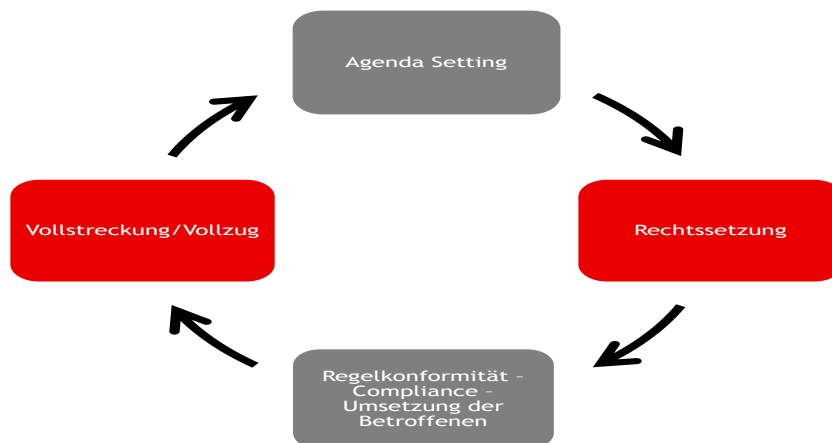 Agenda Setting
Vollstreckung/Vollzug
Rechtssetzung
Regelkonformität -
Compliance -
Umsetzung der
Betroffenen